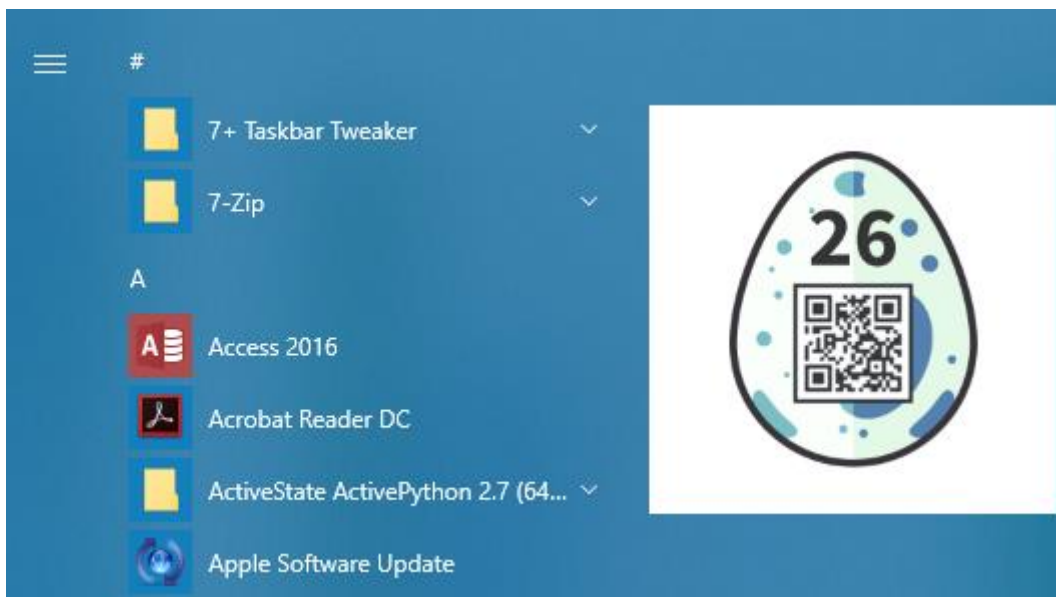 #
7+ Taskbar Tweaker
7-Zip
26
A
A
Access 2016
Acrobat Reader DC
ActiveState ActivePython 2.7 (64...
Apple Software Update